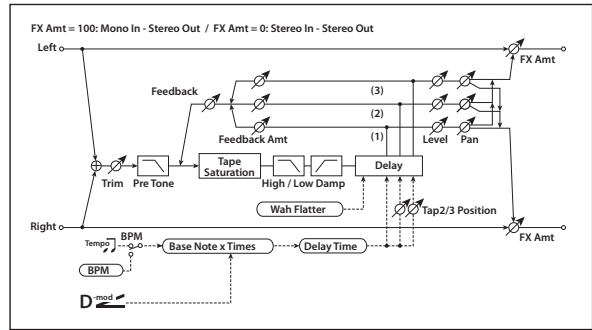 FX Amt = 100: Mono In - Stereo Out / FX Amt = 0: Stereo In - Stereo Out
Left
FX Amt
(3)
Feedback
(2)
(1)
Feedback Amt
Level
Pan
Trim
Pre Tone
Tape
Saturation
High / Low Damp
Delay
Wah Flatter
Tap2/3 Position
Right
FX Amt
BPM
Tempo
Base Note x Times
Delay Time
BPM
D-mod